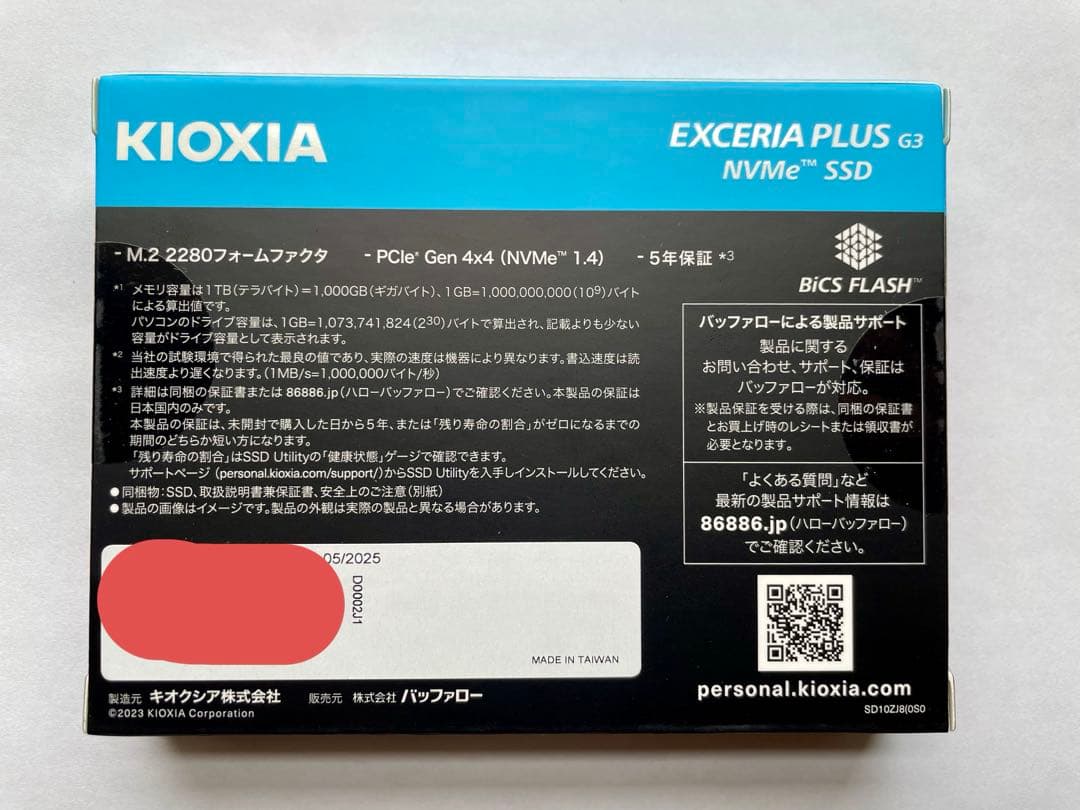 KIOXIA
EXCERIA PLUS G3
NVMe™ SSD
- M.2 2280フォームファクタ - PCIe® Gen 4x4 (NVMe™ 1.4) - 5年保証 *3
BiCS FLASH™
*1 メモリ容量は1TB(テラバイト)=1,000GB(ギガバイト)、1GB=1,000,000,000(10⁹)バイト
による算出値です。
パソコンのドライブ容量は、1GB=1,073,741,824(2³⁰)バイトで算出され、記載よりも少ない
容量がドライブ容量として表示されます。
*2 当社の試験環境で得られた最良の値であり、実際の速度は機器により異なります。書込速度は読
出速度より遅くなります。(1MB/s=1,000,000バイト/秒)
*3 詳細は同梱の保証書または 86886.jp(ハローバッファロー)でご確認ください。本製品の保証は
日本国内のみです。
本製品の保証は、未開封で購入した日から5年、または「残り寿命の割合」がゼロになるまでの
期間のどちらか短い方になります。
「残り寿命の割合」はSSD Utilityの「健康状態」ゲージで確認できます。
サポートページ (personal.kioxia.com/support/)からSSD Utilityを入手しインストールしてください。
●同梱物:SSD、取扱説明書兼保証書、安全上のご注意(別紙)
●製品の画像はイメージです。製品の外観は実際の製品と異なる場合があります。
バッファローによる製品サポート
製品に関する
お問い合わせ、サポート、保証は
バッファローが対応。
※製品保証を受ける際は、同梱の保証書
とお買上げ時のレシートまたは領収書が
必要となります。
「よくある質問」など
最新の製品サポート情報は
86886.jp(ハローバッファロー)
でご確認ください。
05/2025
D0002J1
MADE IN TAIWAN
製造元 キオクシア株式会社 販売元 株式会社 バッファロー
©2023 KIOXIA Corporation
personal.kioxia.com
SD10ZJ8(0S0